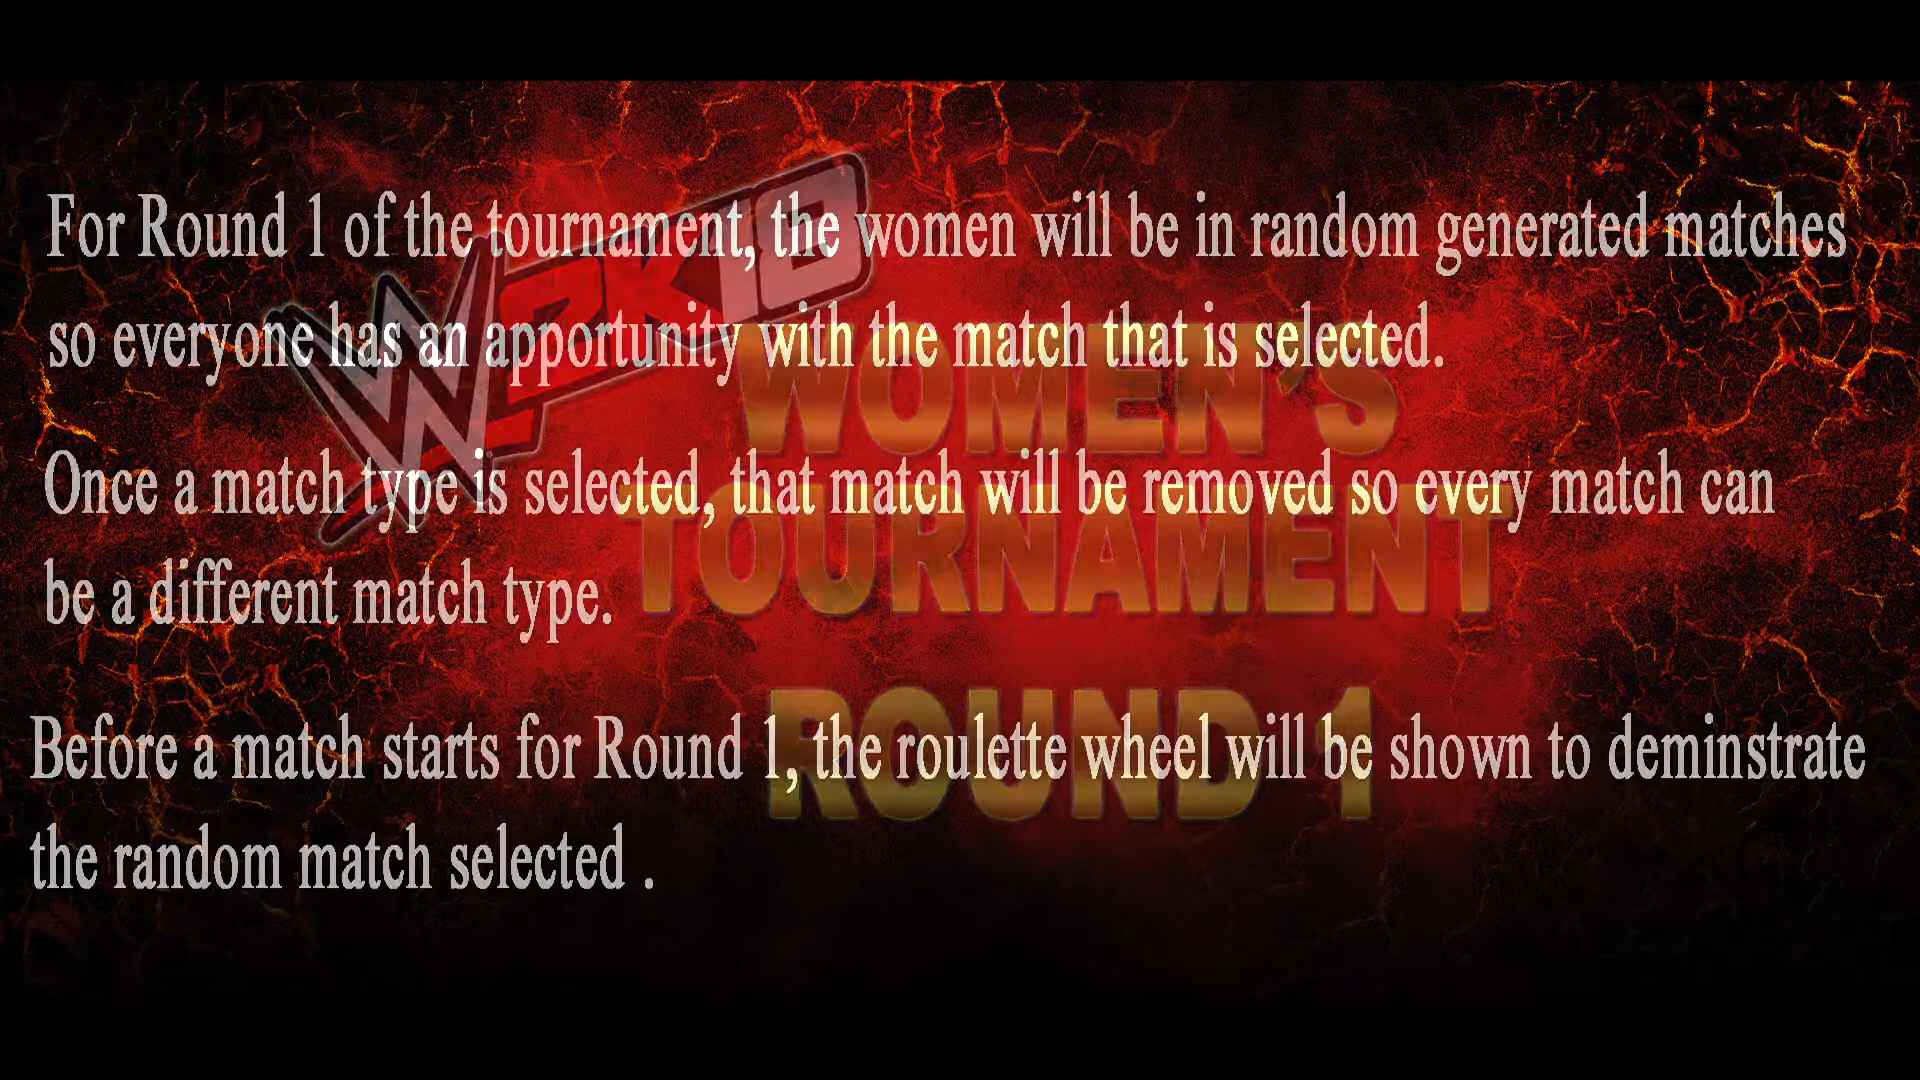 For Round 1 of the tournament, the women will be in random generated matches
so everyone has an apportunity with the match that is selected.
Once a match type is selected, that match will be removed so every match can
be a different match type.
Before a match starts for Round 1, the roulette wheel will be shown to deminstrate
the random match selected .
W2K18
WOMEN'S
TOURNAMENT
ROUND 1